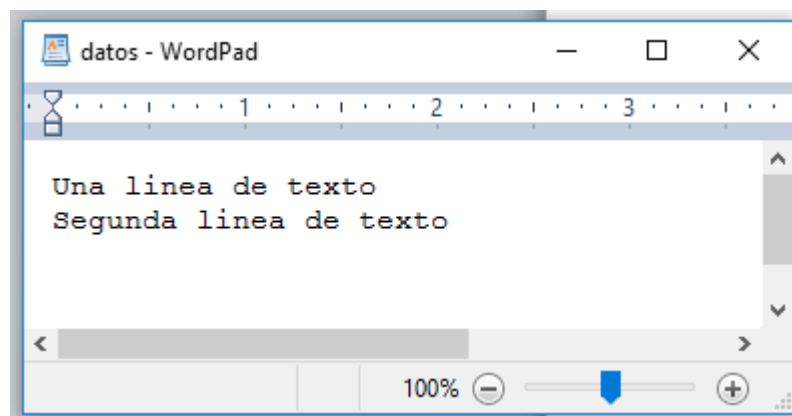 datos - WordPad
1 2 3
Una linea de texto
Segunda linea de texto
100%